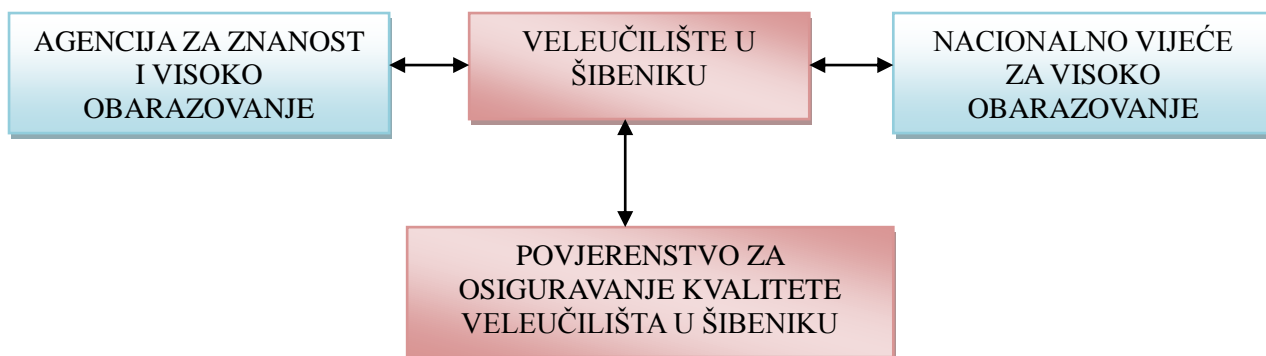 AGENCIJA ZA ZNANOST
I VISOKO
OBARAZOVANJE
VELEUČILIŠTE U
ŠIBENIKU
NACIONALNO VIJEĆE
ZA VISOKO
OBARAZOVANJE
POVJERENSTVO ZA
OSIGURAVANJE KVALITETE
VELEUČILIŠTA U ŠIBENIKU